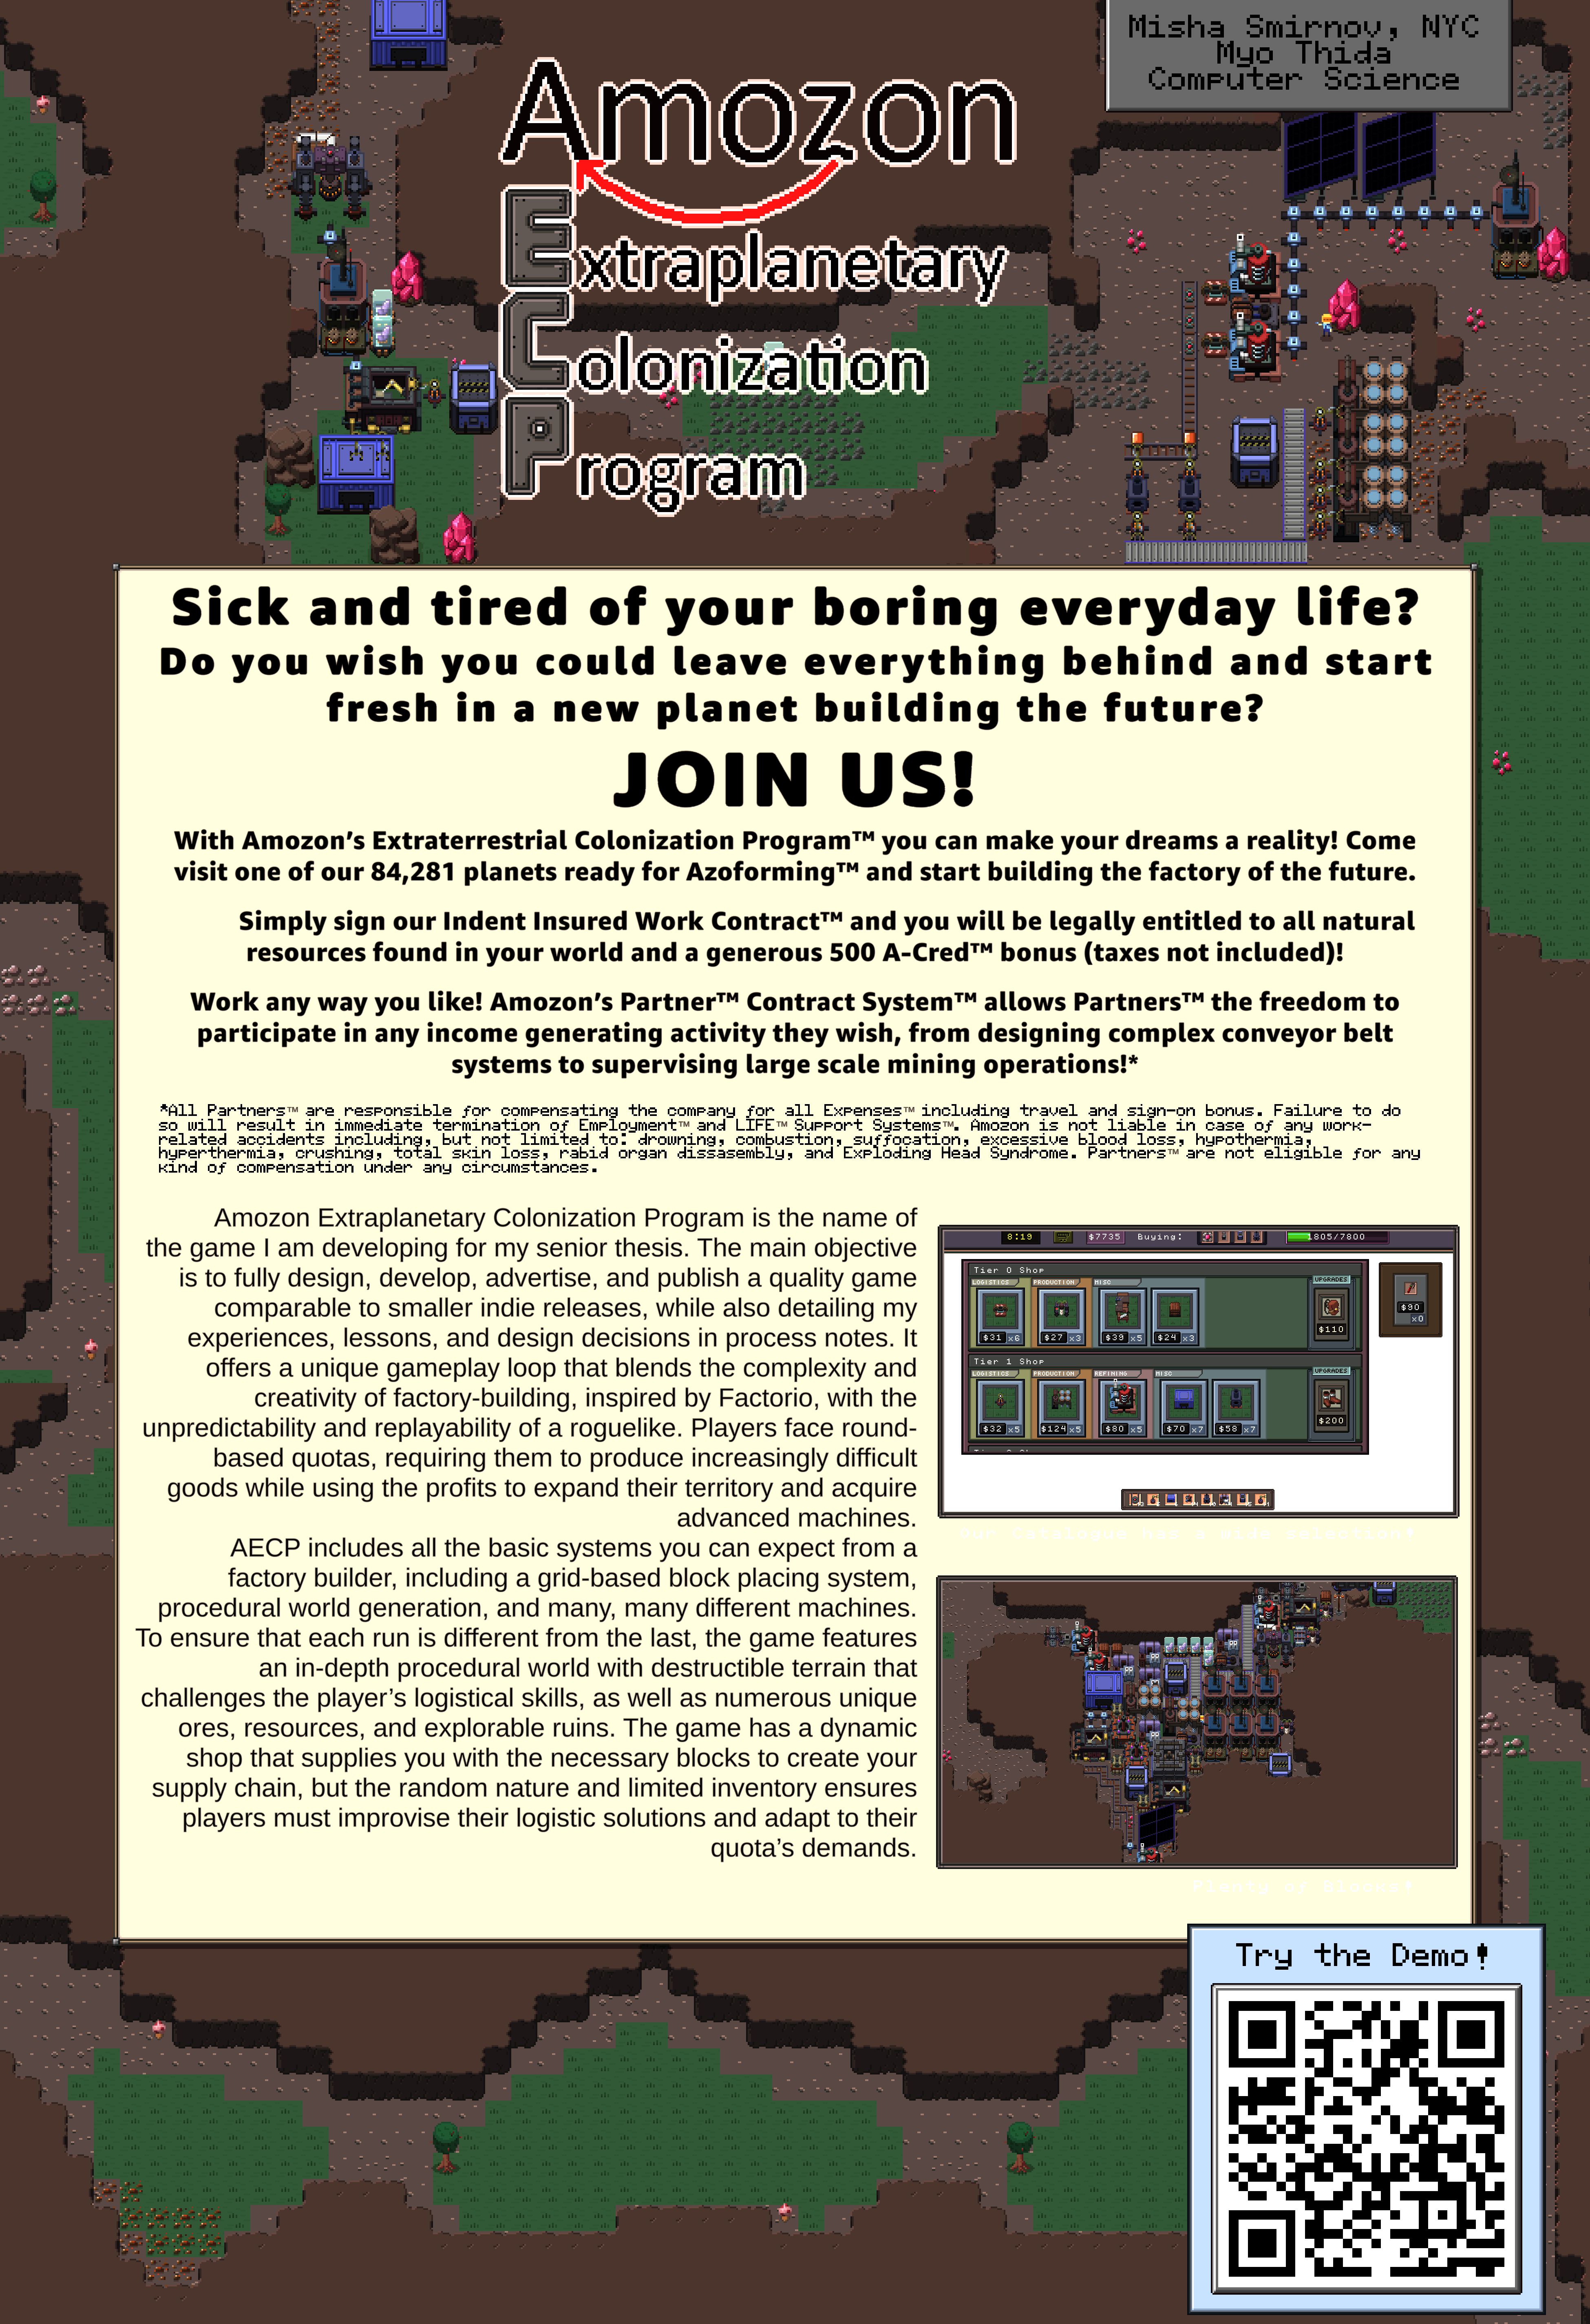 Misha Smirnov, NYC
Myo Thida
Computer Science
Amozon
Extraplanetary
Colonization
Program
Sick and tired of your boring everyday life?
Do you wish you could leave everything behind and start
fresh in a new planet building the future?
JOIN US!
With Amozon’s Extraterrestrial Colonization Program™ you can make your dreams a reality! Come
visit one of our 84,281 planets ready for Azoforming™ and start building the factory of the future.
Simply sign our Indent Insured Work Contract™ and you will be legally entitled to all natural
resources found in your world and a generous 500 A-Cred™ bonus (taxes not included)!
Work any way you like! Amozon’s Partner™ Contract System™ allows Partners™ the freedom to
participate in any income generating activity they wish, from designing complex conveyor belt
systems to supervising large scale mining operations!*
*All Partners™ are responsible for compensating the company for all Expenses™ including travel and sign-on bonus. Failure to do
so will result in immediate termination of Employment™ and LIFE™ Support Systems™. Amozon is not liable in case of any work-
related accidents including, but not limited to: drowning, combustion, suffocation, excessive blood loss, hypothermia,
hyperthermia, crushing, total skin loss, rabid organ dissasembly, and Exploding Head Syndrome. Partners™ are not eligible for any
kind of compensation under any circumstances.
Amozon Extraplanetary Colonization Program is the name of
the game I am developing for my senior thesis. The main objective
is to fully design, develop, advertise, and publish a quality game
comparable to smaller indie releases, while also detailing my
experiences, lessons, and design decisions in process notes. It
offers a unique gameplay loop that blends the complexity and
creativity of factory-building, inspired by Factorio, with the
unpredictability and replayability of a roguelike. Players face round-
based quotas, requiring them to produce increasingly difficult
goods while using the profits to expand their territory and acquire
advanced machines.
AECP includes all the basic systems you can expect from a
factory builder, including a grid-based block placing system,
procedural world generation, and many, many different machines.
To ensure that each run is different from the last, the game features
an in-depth procedural world with destructible terrain that
challenges the player’s logistical skills, as well as numerous unique
ores, resources, and explorable ruins. The game has a dynamic
shop that supplies you with the necessary blocks to create your
supply chain, but the random nature and limited inventory ensures
players must improvise their logistic solutions and adapt to their
quota’s demands.
8:19 $7735 Buying: 1805/7800
Tier 0 Shop
LOGISTICS PRODUCTION MISC UPGRADES
$31 x6 $27 x3 $39 x5 $24 x3 $110
$90
x0
Tier 1 Shop
LOGISTICS PRODUCTION REFINING MISC UPGRADES
$32 x5 $124 x5 $80 x5 $70 x7 $58 x7 $200
Try the Demo!